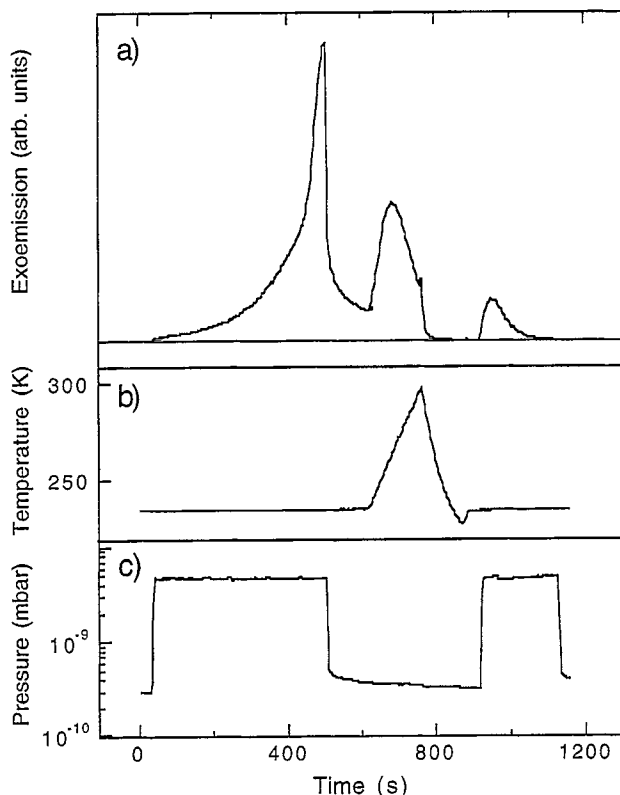 a)
Exoemission (arb. units)
b)
300
250
Temperature (K)
c)
10-9
10-10
Pressure (mbar)
0
400
800
1200
Time (s)